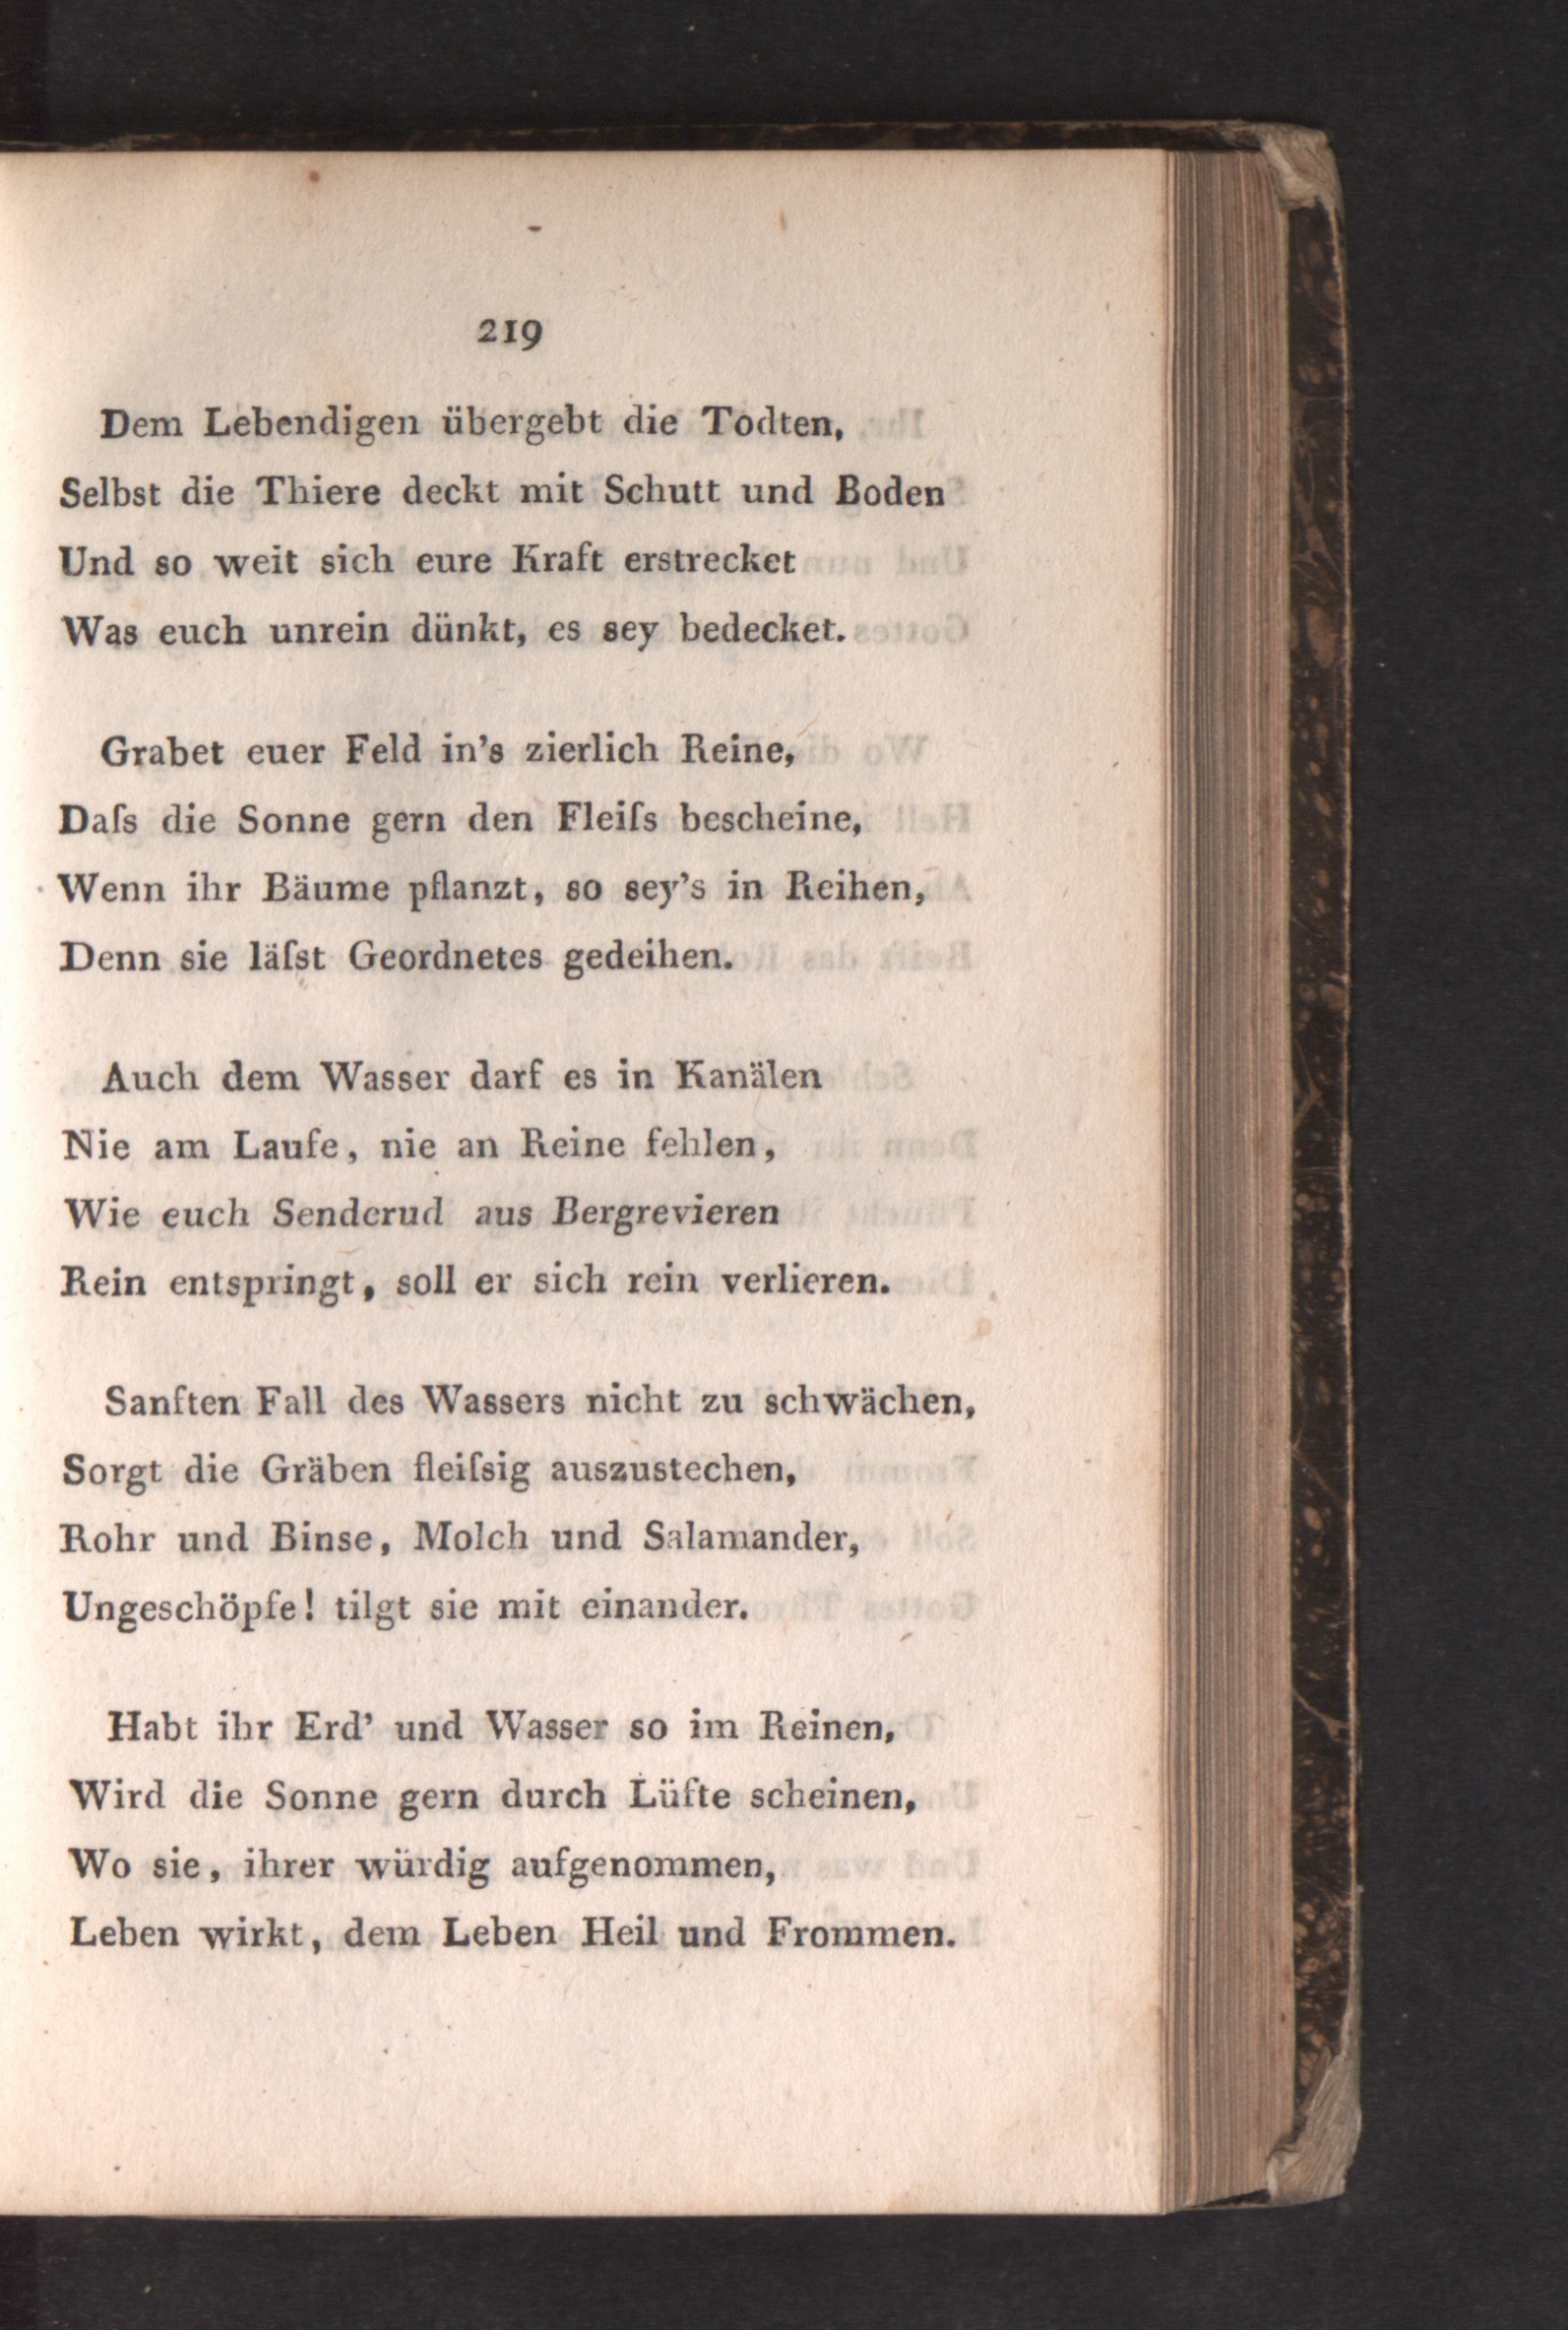 219
Dem Lebendigen übergebt die Todten,
Selbst die Thiere deckt mit Schutt und Boden
Und so weit sich eure Kraft erstrecket
Was euch unrein dünkt, es sey bedecket.
Grabet euer Feld in's zierlich Reine,
Daſs die Sonne gern den Fleiſs bescheine,
Wenn ihr Bäume pflanzt, so sey's in Reihen,
Denn sie läſst Geordnetes gedeihen.
Auch dem Wasser darf es in Kanälen
Nie am Laufe, nie an Reine fehlen,
Wie euch Senderud aus Bergrevieren
Rein entspringt, soll er sich rein verlieren.
Sanften Fall des Wassers nicht zu schwächen,
Sorgt die Gräben fleiſsig auszustechen,
Rohr und Binse, Molch und Salamander,
Ungeschöpfe! tilgt sie mit einander.
Habt ihr Erd' und Wasser so im Reinen,
Wird die Sonne gern durch Lüfte scheinen,
Wo sie, ihrer würdig aufgenommen,
Leben wirkt, dem Leben Heil und Frommen.